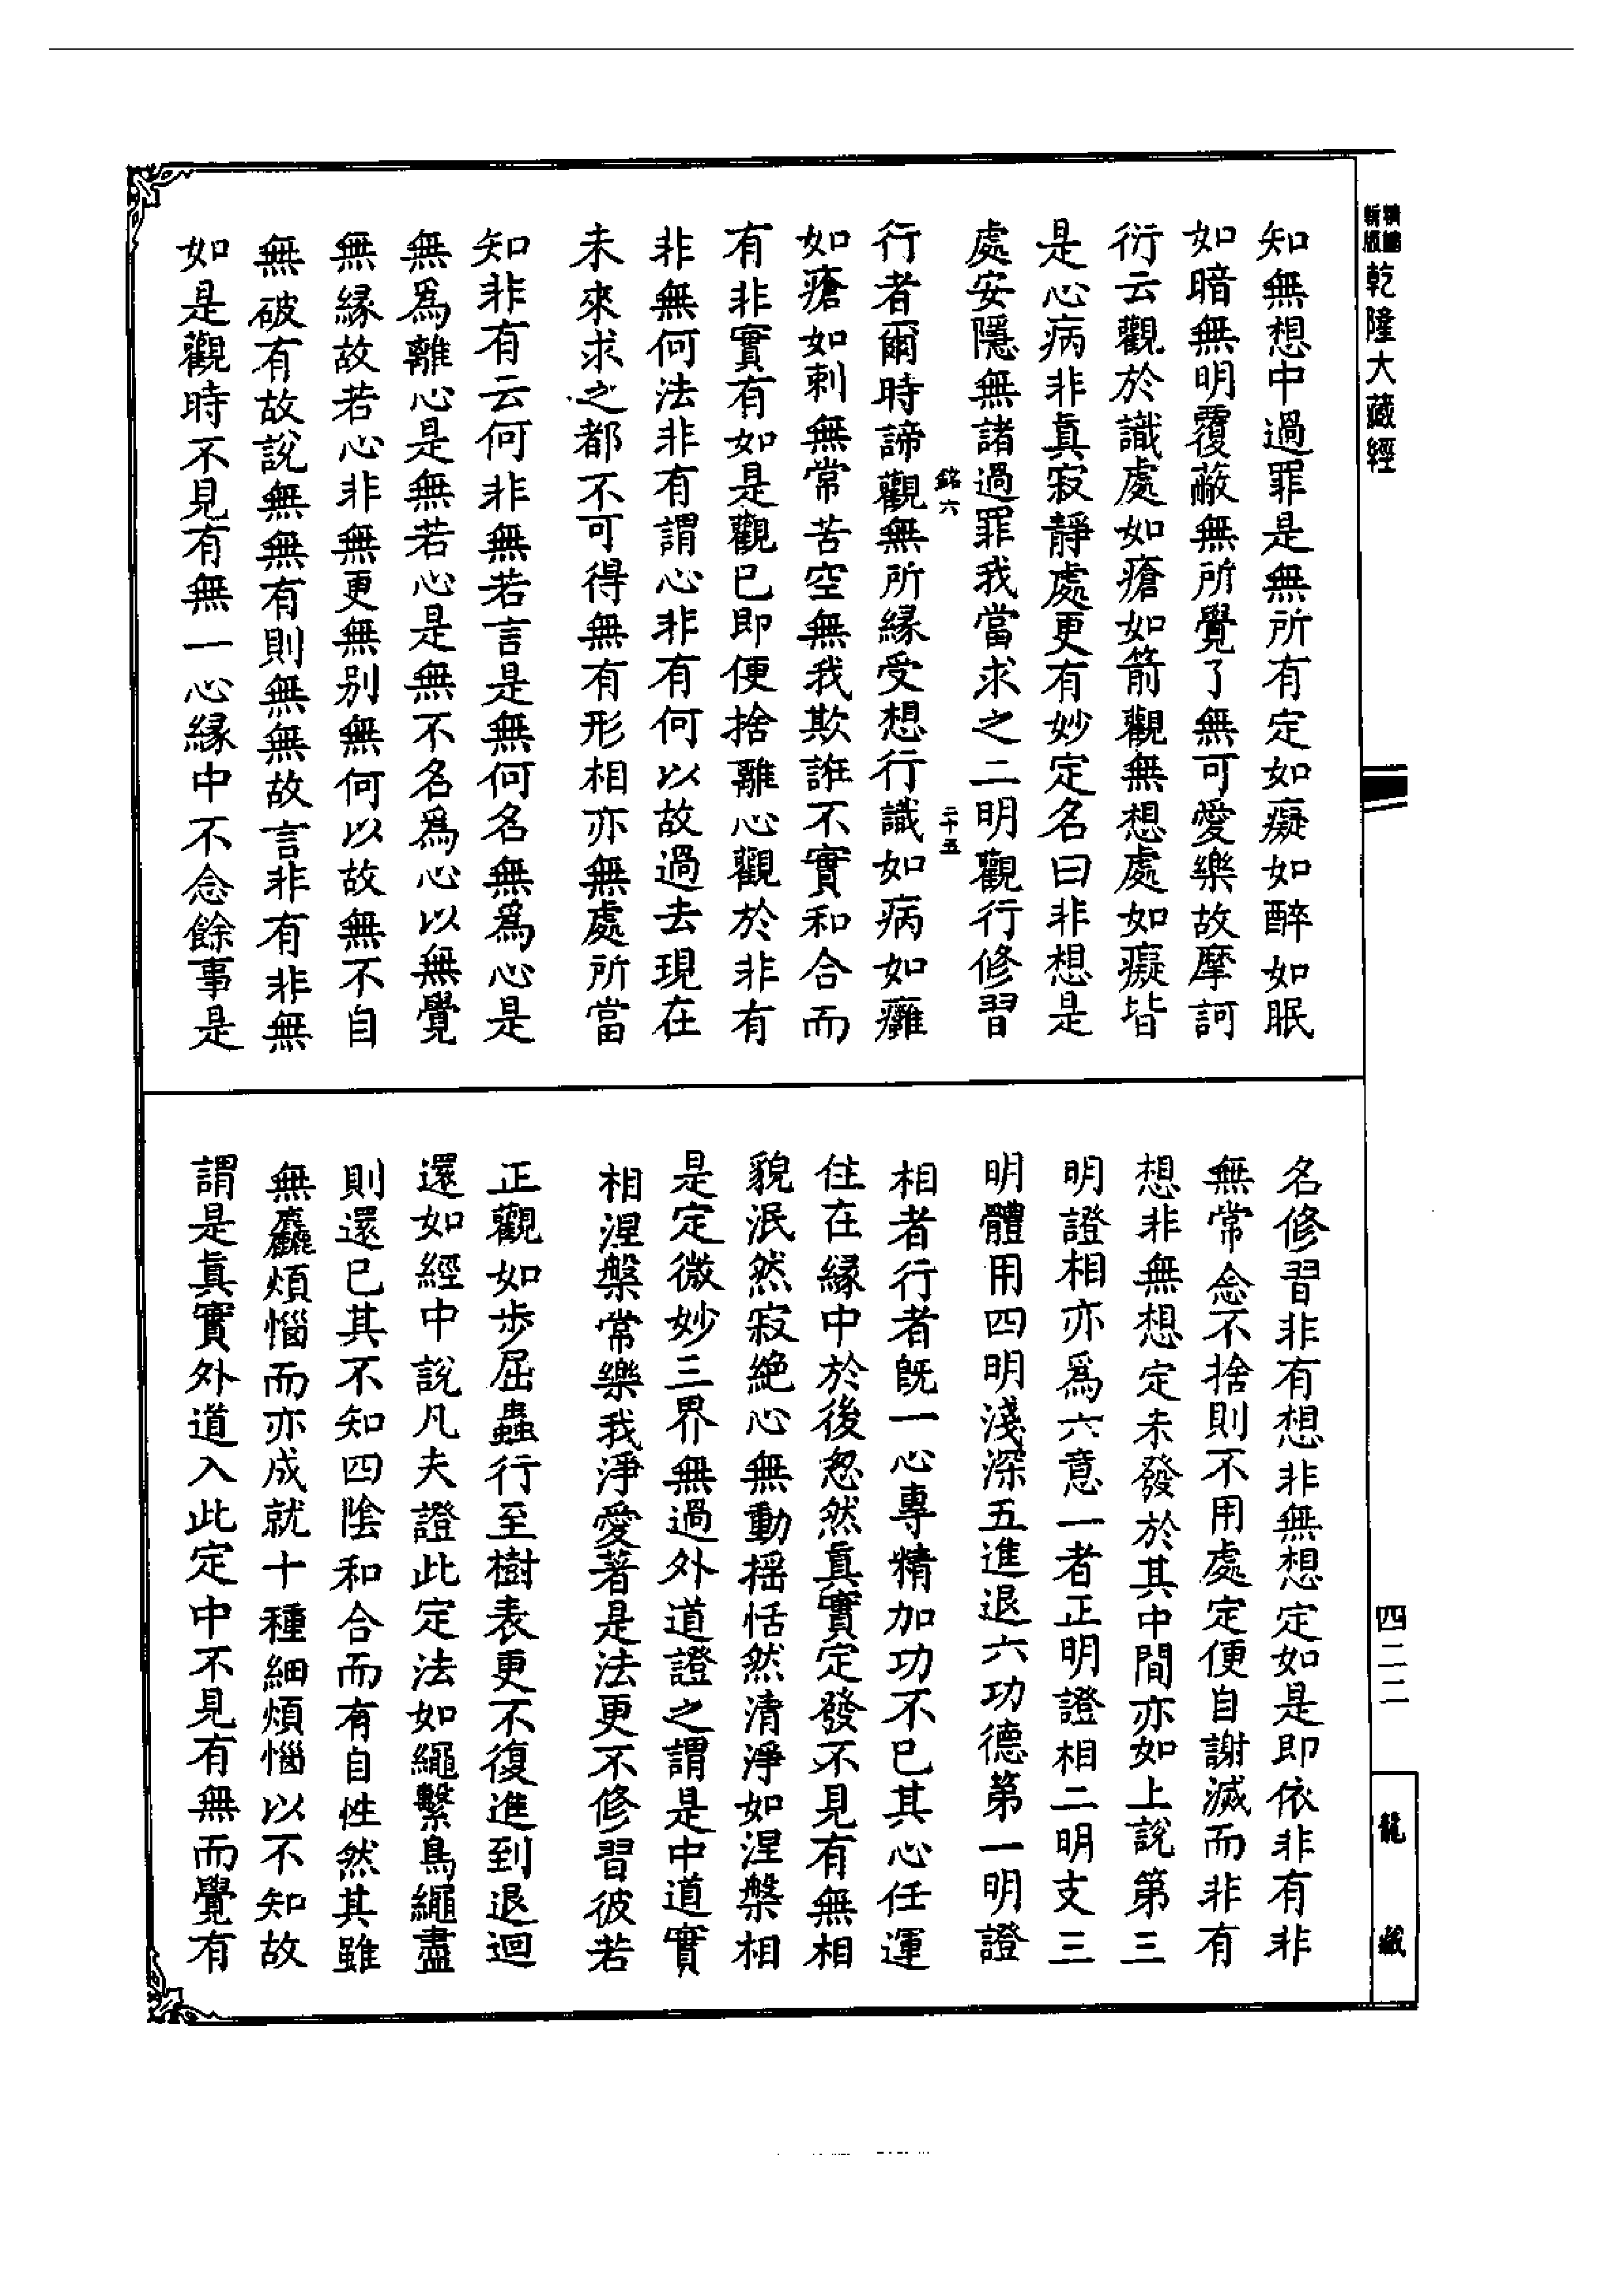 乾隆大藏經
知無想中過罪是無所有定如癡如醉如眠
如暗無明覆蔽無所覺了無可愛樂故摩訶
衍云觀於識處如瘡如箭觀無想處如癡皆
是心病非真寂靜處更有妙定名曰非想是
處安隱無諸過罪我當求之二明觀行修習
銘六
二十五
行者爾時諦觀無所緣受想行識如病如癰
如瘡如刺無常苦空無我欺誑不實和合而
有非實有如是觀已即便捨離心觀於非有
非無何法非有謂心非有何以故過去現在
未來求之都不可得無有形相亦無處所當
知非有云何非無若言是無何名無為心是
無爲離心是無若心是無不名爲心以無覺
無緣故若心非無更無別無何以故無不自
無破有故說無無有則無無故言非有非無
如是觀時不見有無一心緣中不念餘事是
名修習非有想非無想定如是即依非有非
無常念不捨則不用處定便自謝滅而非有
想非無想定未發於其中間亦如上說第三
明證相亦爲六意一者正明證相二明支三
明體用四明淺深五進退六功德第一明證
相者行者既一心專精加功不已其心任運
住在緣中於後忽然真實定發不見有無相
貌泯然寂絕心無動搖恬然清淨如涅槃相
是定微妙三界無過外道證之謂是中道實
相涅槃常樂我淨愛著是法更不修習彼若
正觀如步屈蟲行至樹表更不復進到退迴
還如經中說凡夫證此定法如繩繫鳥繩盡
則還已其不知四陰和合而有自性然其雖
無麤煩惱而亦成就十種細煩惱以不知故
謂是真實外道入此定中不見有無而覺有
四二二
龍藏